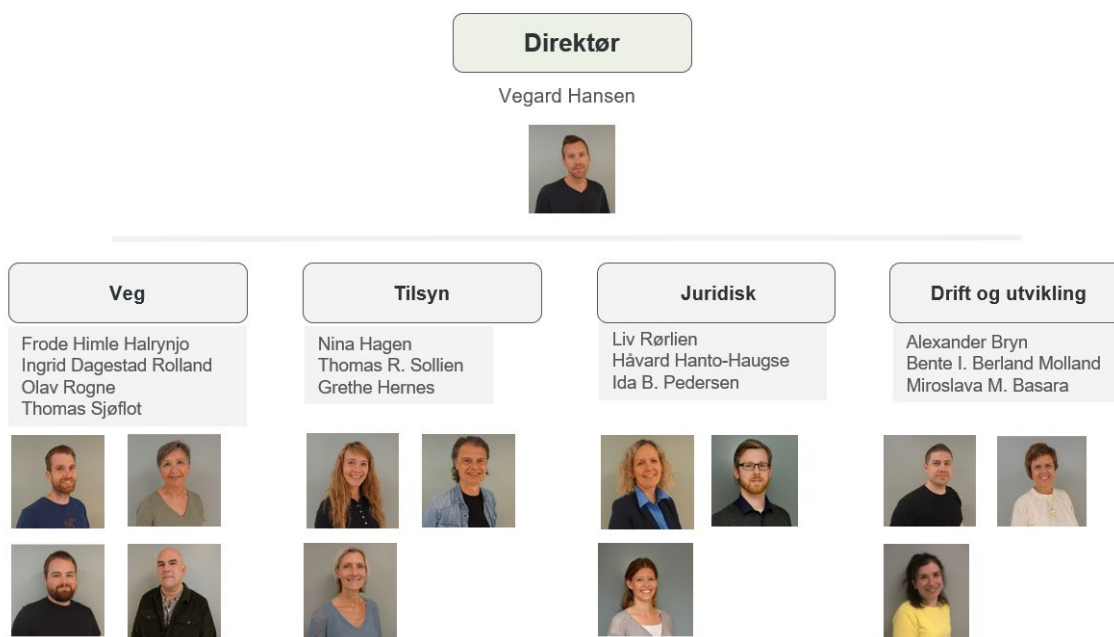 Direktør
Vegard Hansen
Veg
Frode Himle Halrynjo
Ingrid Dagestad Rolland
Olav Rogne
Thomas Sjøflot
Tilsyn
Nina Hagen
Thomas R. Sollien
Grethe Hernes
Juridisk
Liv Rørlien
Håvard Hanto-Haugse
Ida B. Pedersen
Drift og utvikling
Alexander Bryn
Bente I. Berland Molland
Miroslava M. Basara